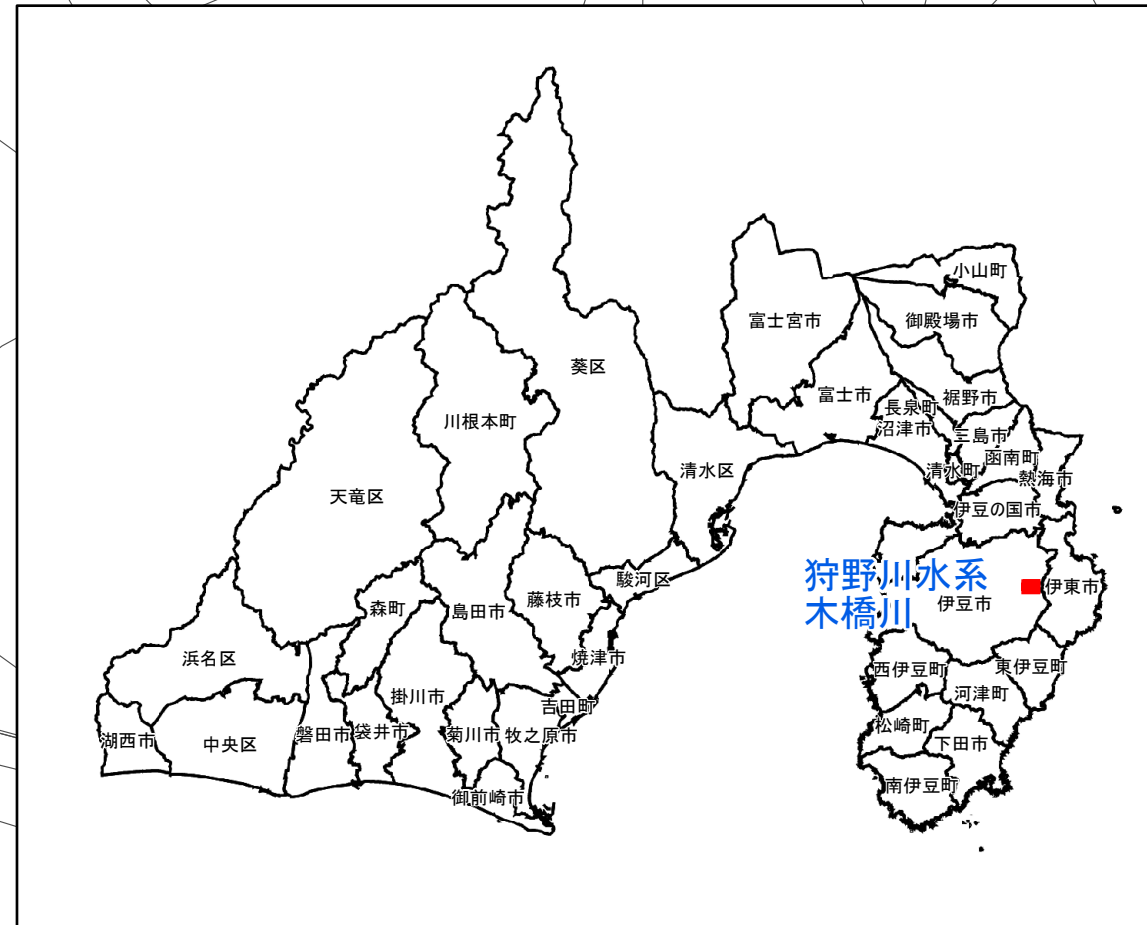 小山町
富士宮市
御殿場市
葵区
富士市
裾野市
長泉町
沼津市
川根本町
三島市
函南町
清水区
清水町
熱海市
天竜区
伊豆の国市
狩野川水系
木橋川
駿河区
伊東市
森町
島田市
藤枝市
伊豆市
浜名区
焼津市
西伊豆町
東伊豆町
掛川市
河津町
吉田町
湖西市
中央区
磐田市
袋井市
菊川市
牧之原市
松崎町
下田市
御前崎市
南伊豆町